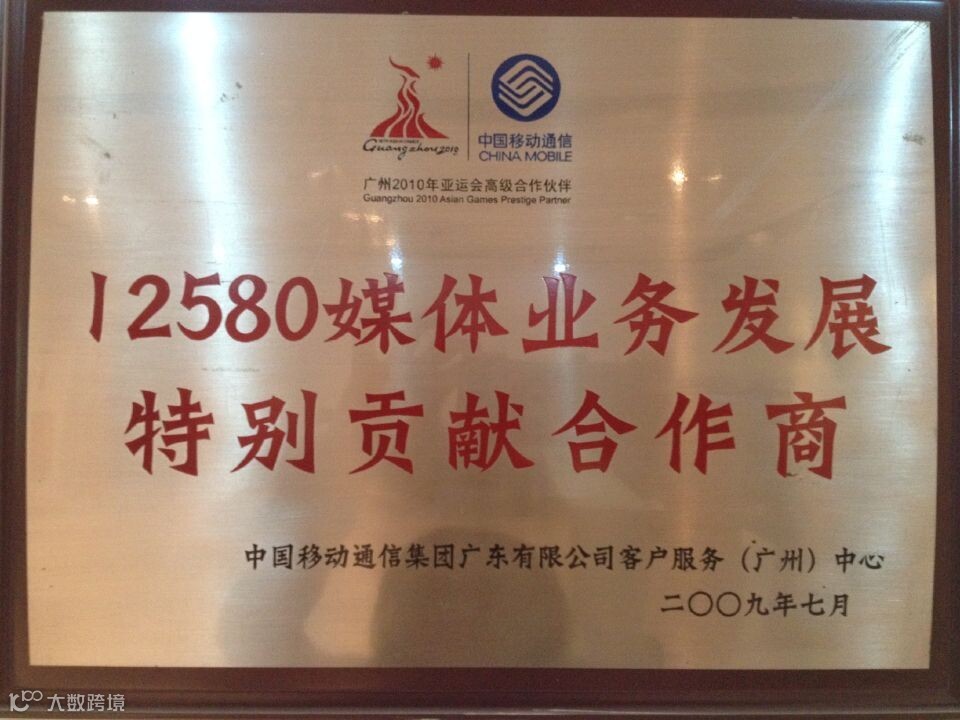 Guangzhou2010
中国移动通信
CHINA MOBILE
广州2010年亚运会高级合作伙伴
Guangzhou 2010 Asian Games Prestige Partner
12580媒体业务发展
特别贡献合作商
中国移动通信集团广东有限公司客户服务（广州）中心
二〇〇九年七月
大数跨境